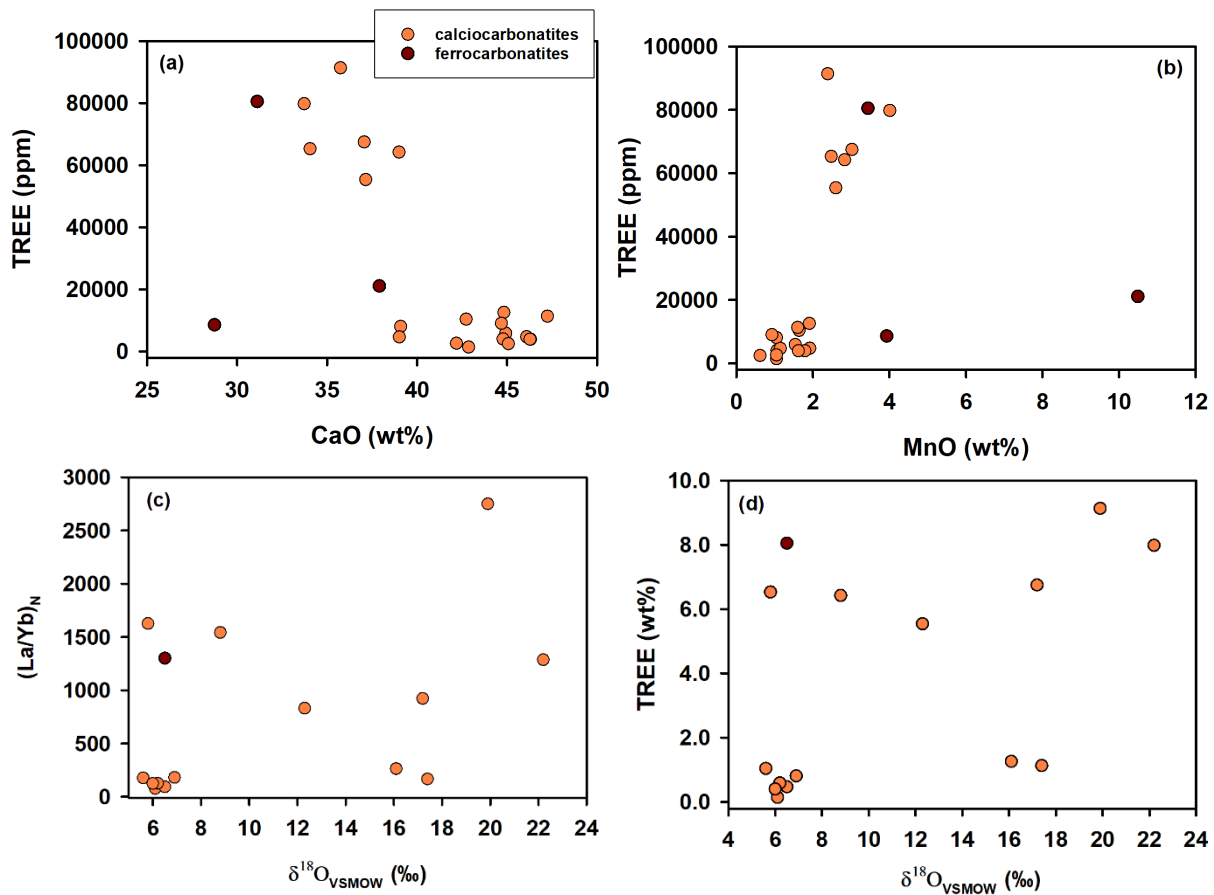 calciocarbonatites
ferrocarbonatites
(a)
100000
80000
60000
40000
20000
0
TREE (ppm)
25 30 35 40 45 50
CaO (wt%)
(b)
100000
80000
60000
40000
20000
0
TREE (ppm)
0 2 4 6 8 10 12
MnO (wt%)
(c)
3000
2500
2000
1500
1000
500
0
(La/Yb)N
6 8 10 12 14 16 18 20 22 24
δ18OVSMOW (‰)
(d)
10.0
8.0
6.0
4.0
2.0
0.0
TREE (wt%)
4 6 8 10 12 14 16 18 20 22 24
δ18OVSMOW (‰)